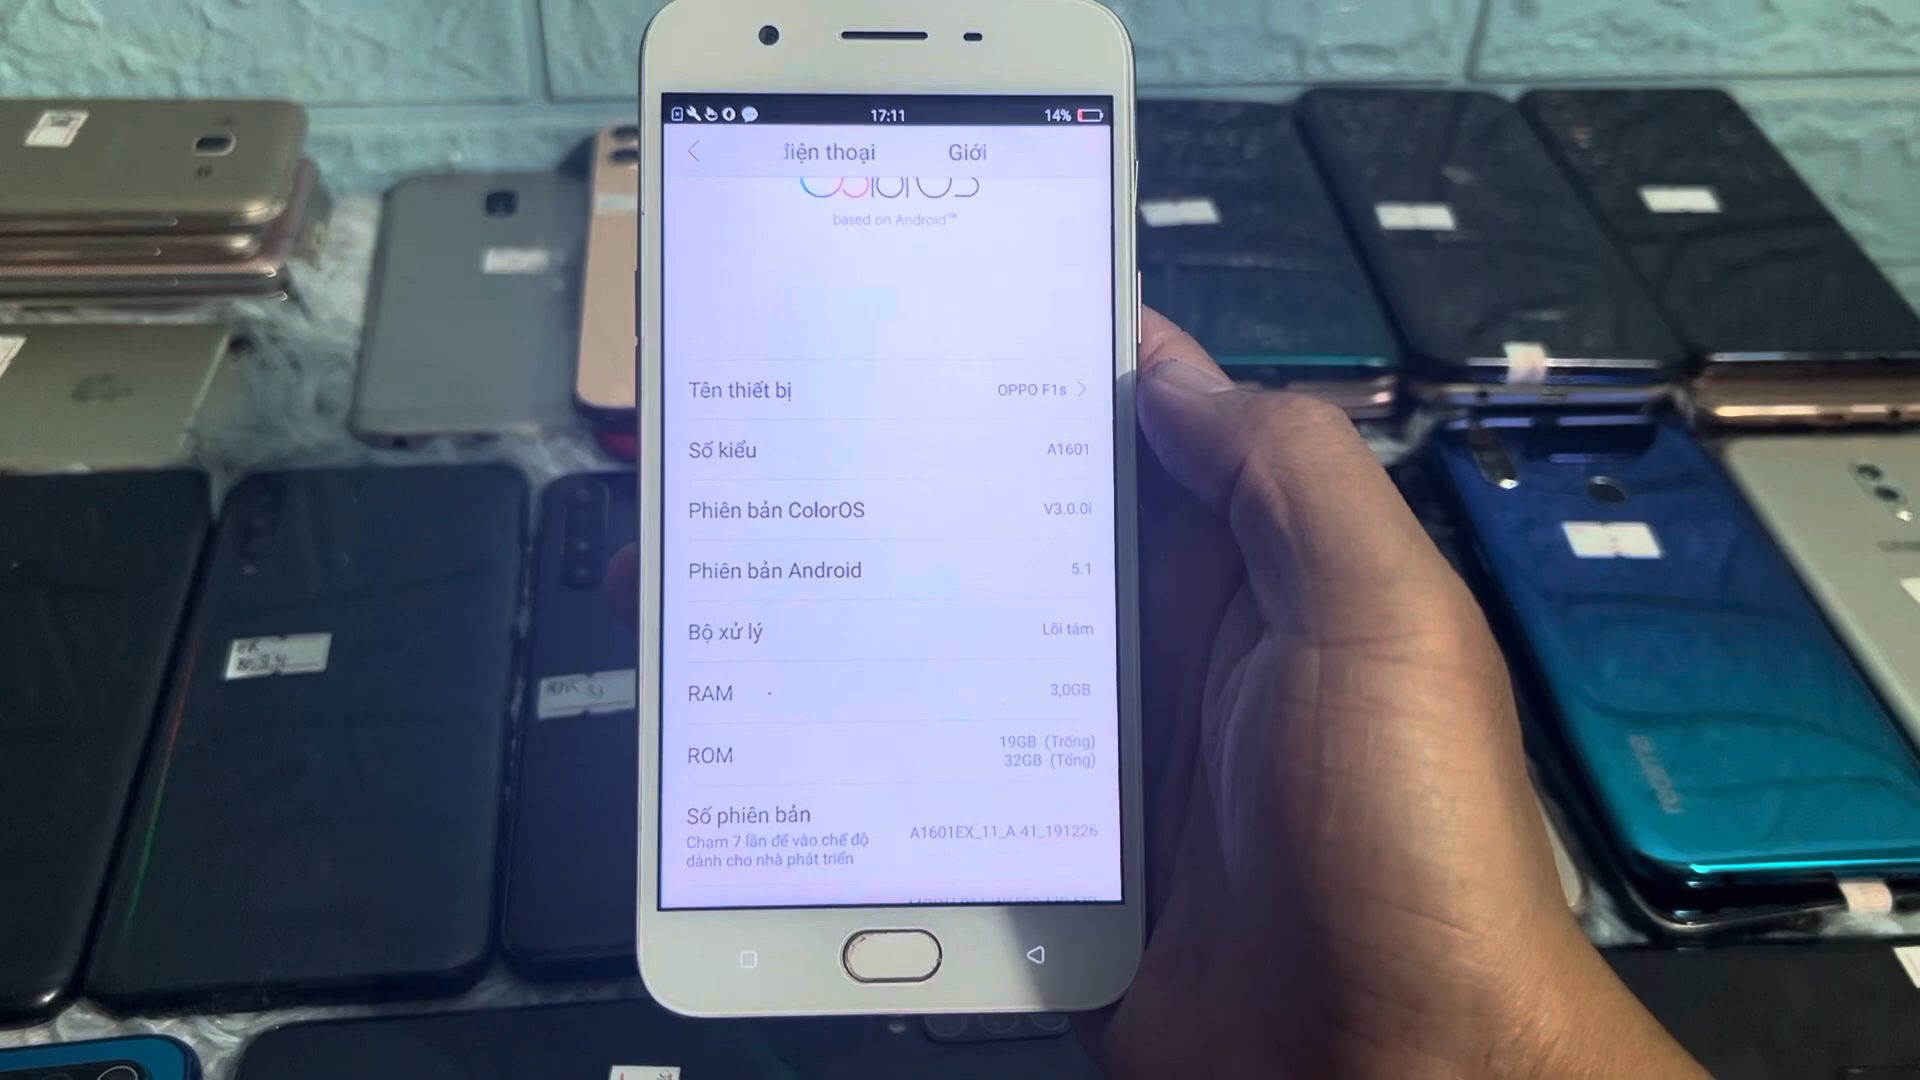 17:11
14%
điện thoại Giới
ColorOS
based on Android™
Tên thiết bị OPPO F1s
Số kiểu A1601
Phiên bản ColorOS V3.0.0i
Phiên bản Android 5.1
Bộ xử lý Lõi tám
RAM 3,0GB
ROM 19GB (Trống)
32GB (Tổng)
Số phiên bản A1601EX_11_A.41_191226
Chạm 7 lần để vào chế độ
dành cho nhà phát triển